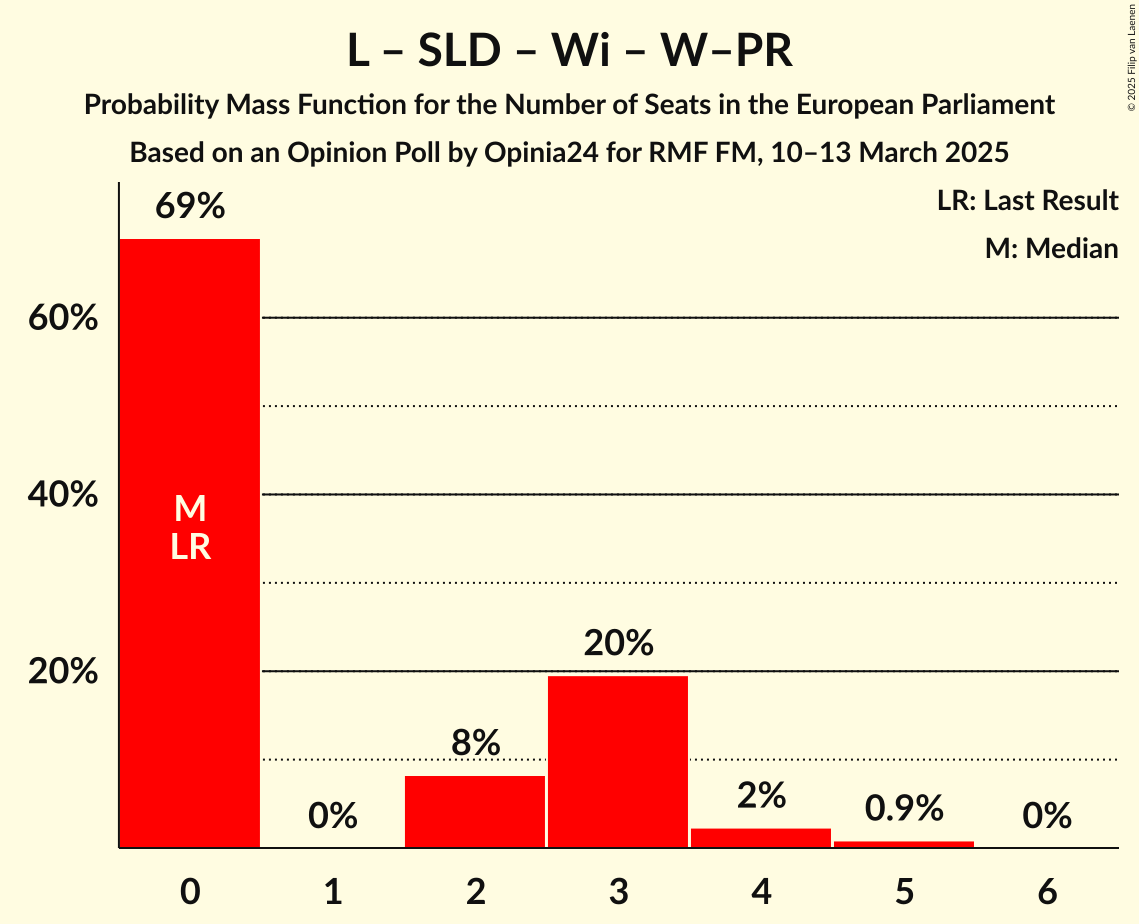 L – SLD – Wi – W–PR
Probability Mass Function for the Number of Seats in the European Parliament
Based on an Opinion Poll by Opinia24 for RMF FM, 10–13 March 2025
© 2025 Filip van Laenen
LR: Last Result
M: Median
69%
60%
40%
20%
M
LR
0%
8%
20%
2%
0.9%
0%
0 1 2 3 4 5 6